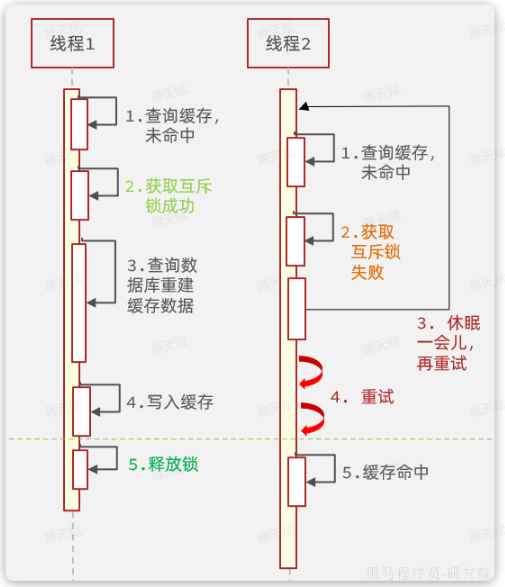 线程1
线程2
1.查询缓存,
未命中
2.获取互斥
锁成功
3.查询数
据库重建
缓存数据
4.写入缓存
5.释放锁
1.查询缓存,
未命中
2.获取
互斥锁
失败
3. 休眠
一会儿,
再重试
4. 重试
5.缓存命中
黑马程序员-研究院